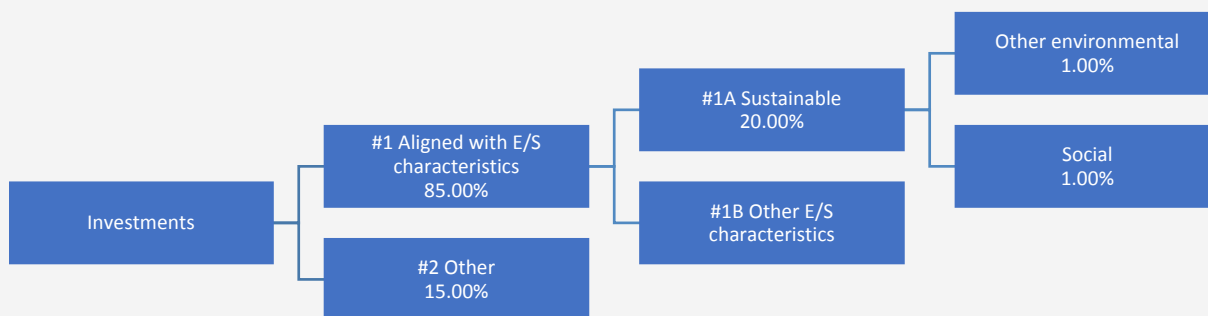 Investments
#1 Aligned with E/S
characteristics
85.00%
#2 Other
15.00%
#1A Sustainable
20.00%
#1B Other E/S
characteristics
Other environmental
1.00%
Social
1.00%